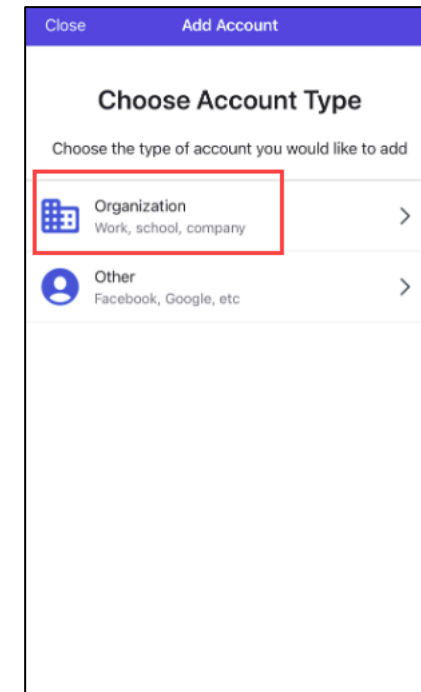 Close Add Account
Choose Account Type
Choose the type of account you would like to add
Organization
Work, school, company
Other
Facebook, Google, etc